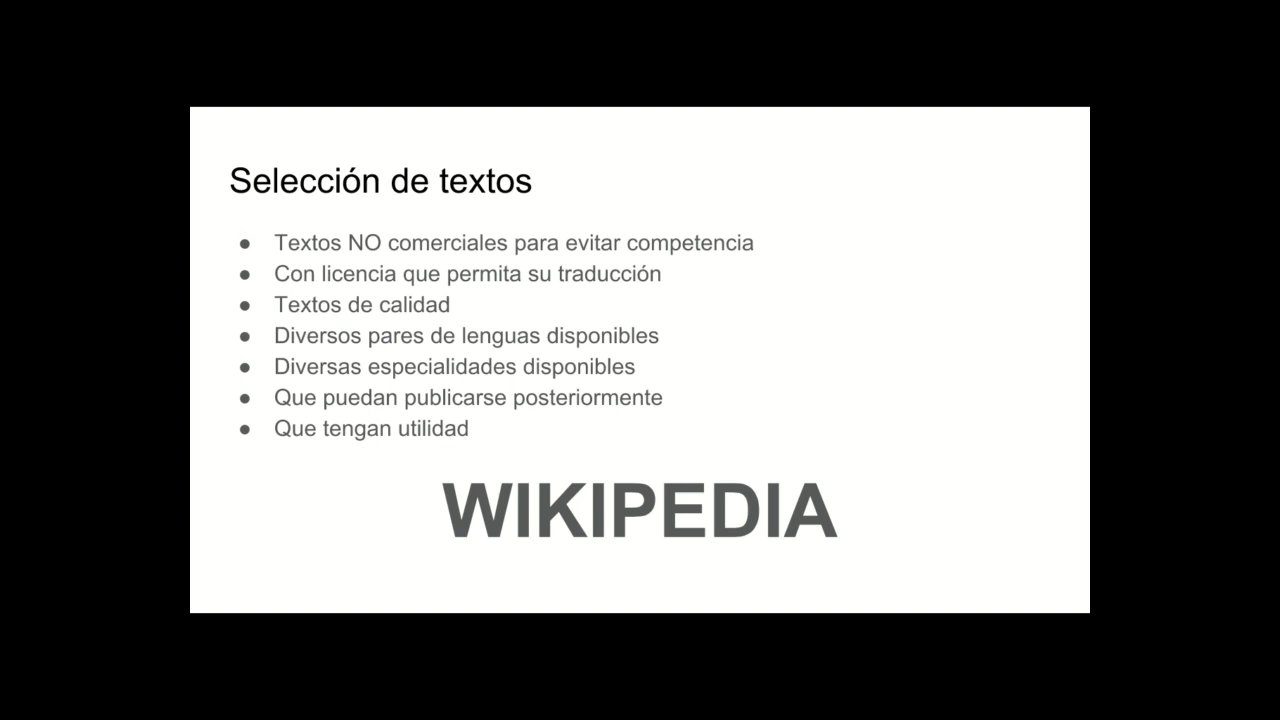 Selección de textos
● Textos NO comerciales para evitar competencia
● Con licencia que permita su traducción
● Textos de calidad
● Diversos pares de lenguas disponibles
● Diversas especialidades disponibles
● Que puedan publicarse posteriormente
● Que tengan utilidad
WIKIPEDIA